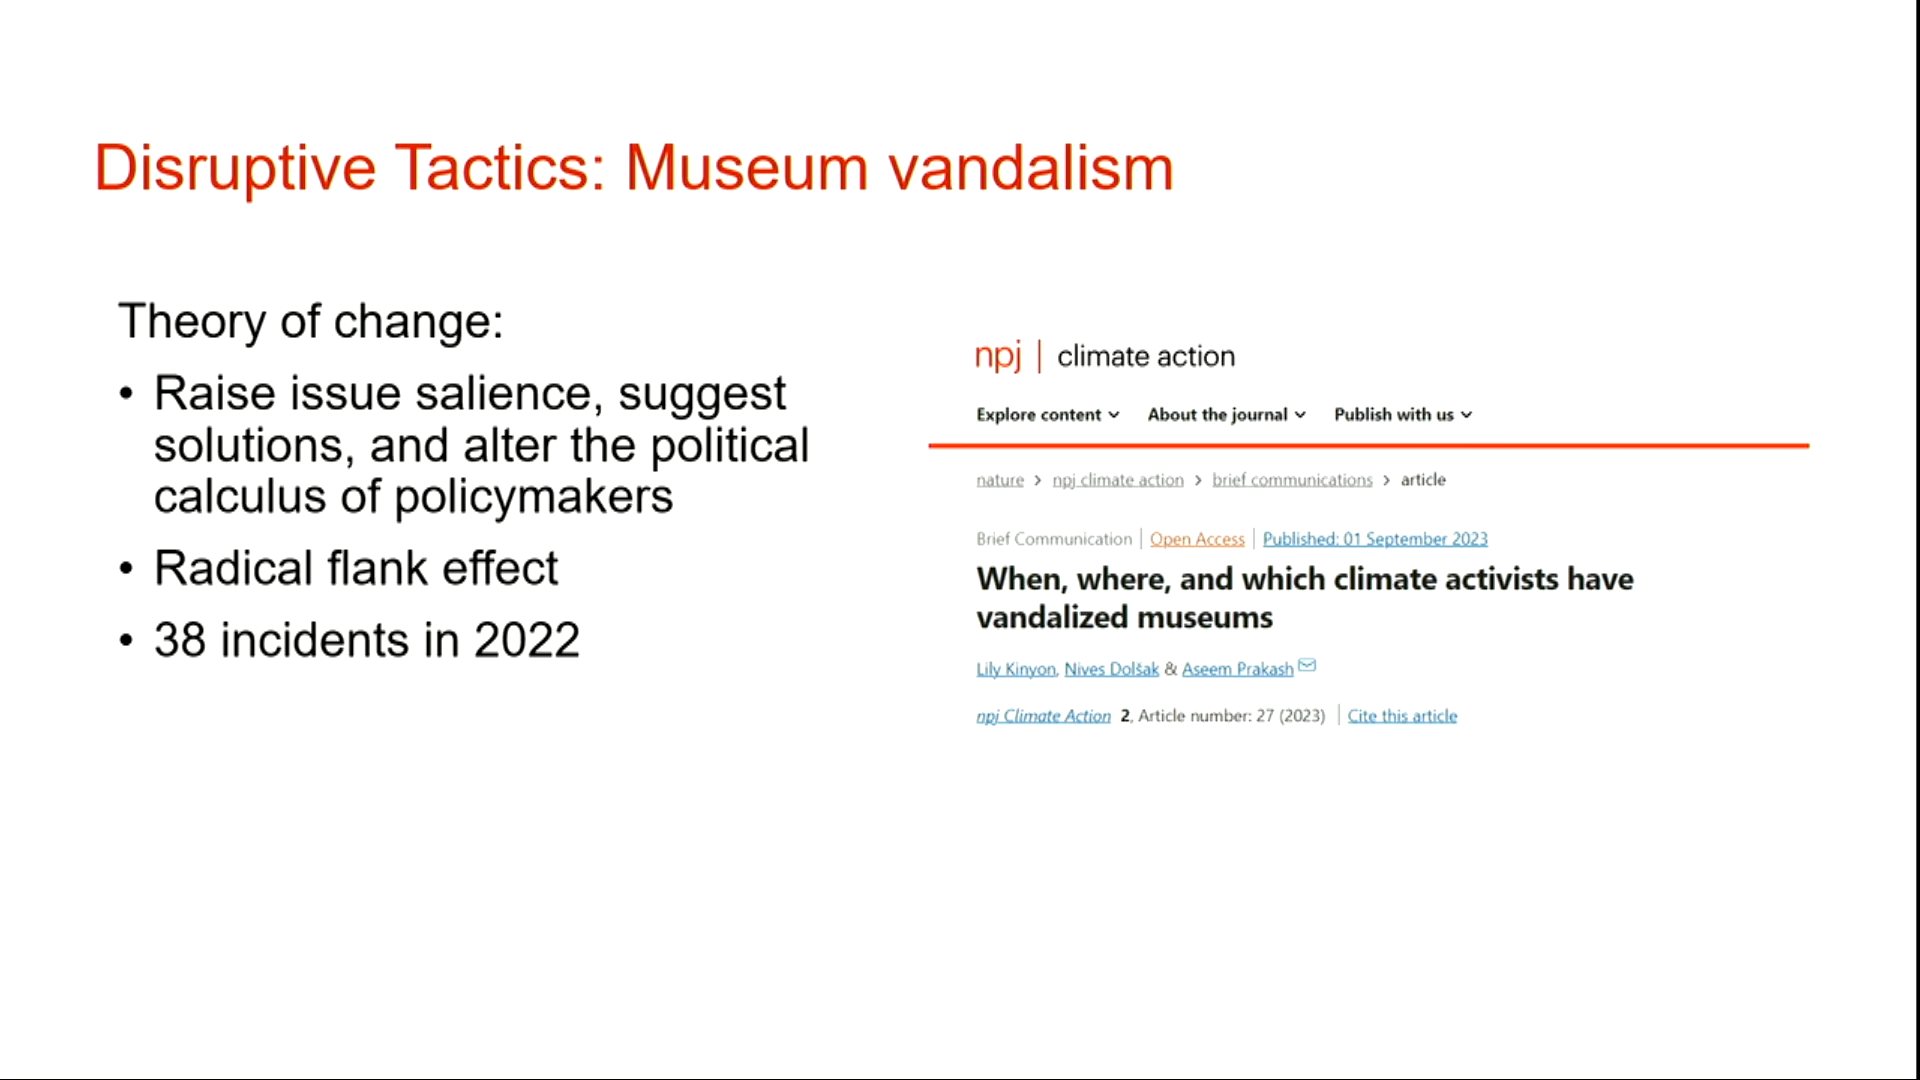 Disruptive Tactics: Museum vandalism
Theory of change:
• Raise issue salience, suggest
solutions, and alter the political
calculus of policymakers
• Radical flank effect
• 38 incidents in 2022
npj | climate action
Explore content About the journal Publish with us
nature > npj climate action > brief communications > article
Brief Communication | Open Access | Published: 01 September 2023
When, where, and which climate activists have
vandalized museums
Lily Kinyon, Nives Dolšak & Aseem Prakash
npj Climate Action 2, Article number: 27 (2023) | Cite this article